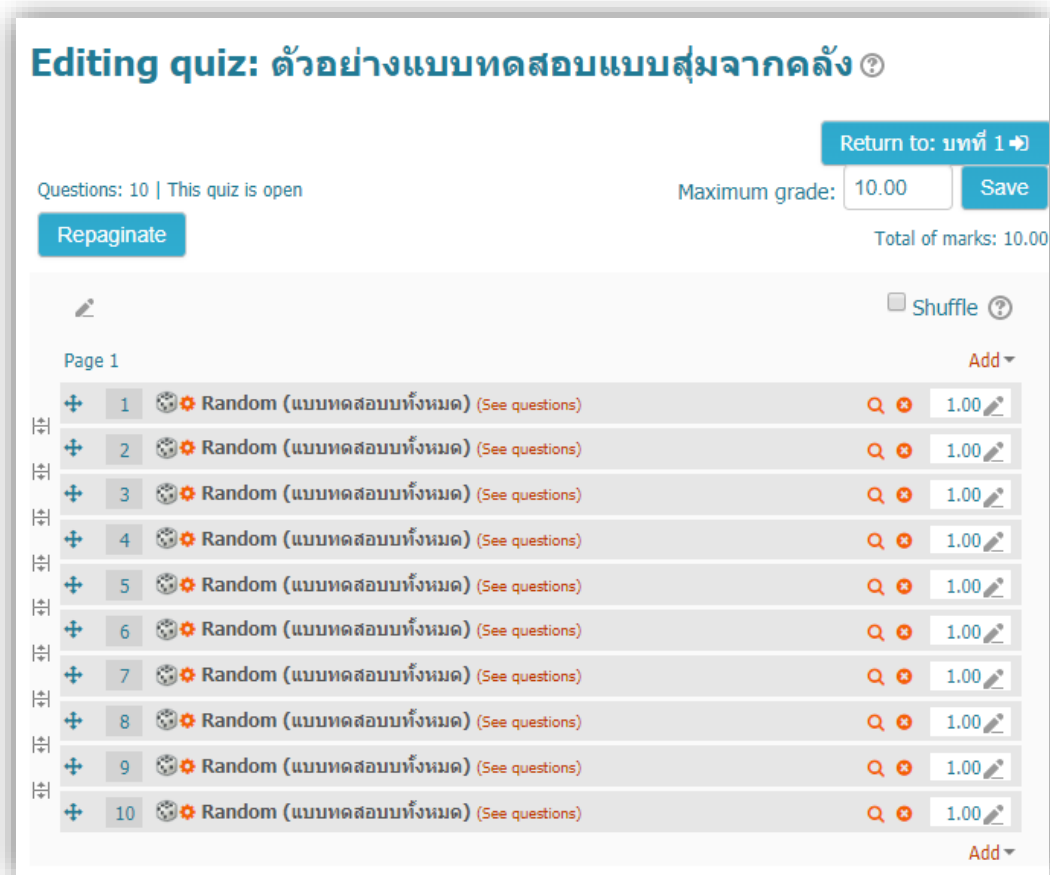 Editing quiz: ตัวอย่างแบบทดสอบแบบสุ่มจากคลัง
Return to: บทที่ 1
Questions: 10 | This quiz is open
Maximum grade: 10.00 Save
Repaginate
Total of marks: 10.00
Shuffle
Page 1
Add
1 Random (แบบทดสอบบทั้งหมด) (See questions) 1.00
2 Random (แบบทดสอบบทั้งหมด) (See questions) 1.00
3 Random (แบบทดสอบบทั้งหมด) (See questions) 1.00
4 Random (แบบทดสอบบทั้งหมด) (See questions) 1.00
5 Random (แบบทดสอบบทั้งหมด) (See questions) 1.00
6 Random (แบบทดสอบบทั้งหมด) (See questions) 1.00
7 Random (แบบทดสอบบทั้งหมด) (See questions) 1.00
8 Random (แบบทดสอบบทั้งหมด) (See questions) 1.00
9 Random (แบบทดสอบบทั้งหมด) (See questions) 1.00
10 Random (แบบทดสอบบทั้งหมด) (See questions) 1.00
Add